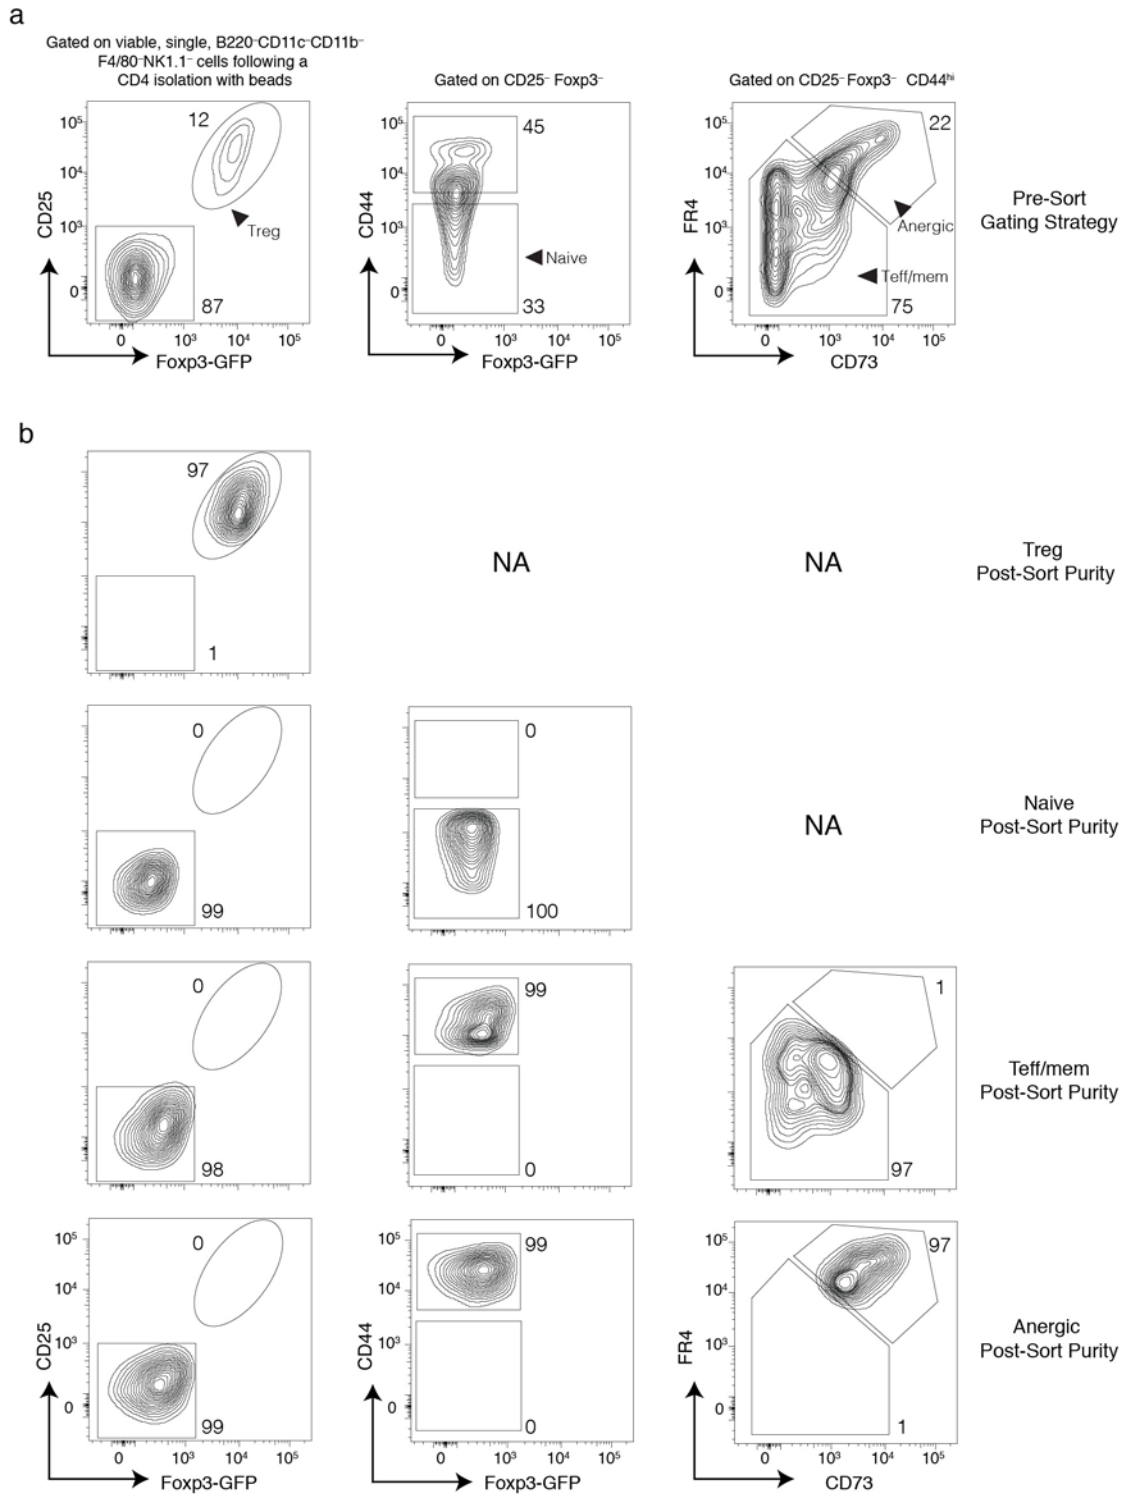 a
Gated on viable, single, B220⁻CD11c⁻CD11b⁻
F4/80⁻NK1.1⁻ cells following a
CD4 isolation with beads
Gated on CD25⁻ Foxp3⁻
Gated on CD25⁻ Foxp3⁻ CD44ʰⁱ
10⁵
10⁴
10³
0
CD25
12
Treg
87
0
10³
10⁴
10⁵
Foxp3-GFP
10⁵
10⁴
10³
0
CD44
45
Naive
33
0
10³
10⁴
10⁵
Foxp3-GFP
10⁵
10⁴
10³
0
FR4
22
Anergic
Teff/mem
75
0
10³
10⁴
10⁵
CD73
Pre-Sort
Gating Strategy
b
97
1
NA
NA
Treg
Post-Sort Purity
0
99
0
100
NA
Naive
Post-Sort Purity
0
98
99
0
1
97
Teff/mem
Post-Sort Purity
10⁵
10⁴
10³
0
CD25
0
99
0
10³
10⁴
10⁵
Foxp3-GFP
10⁵
10⁴
10³
0
CD44
99
0
0
10³
10⁴
10⁵
Foxp3-GFP
10⁵
10⁴
10³
0
FR4
97
1
0
10³
10⁴
10⁵
CD73
Anergic
Post-Sort Purity